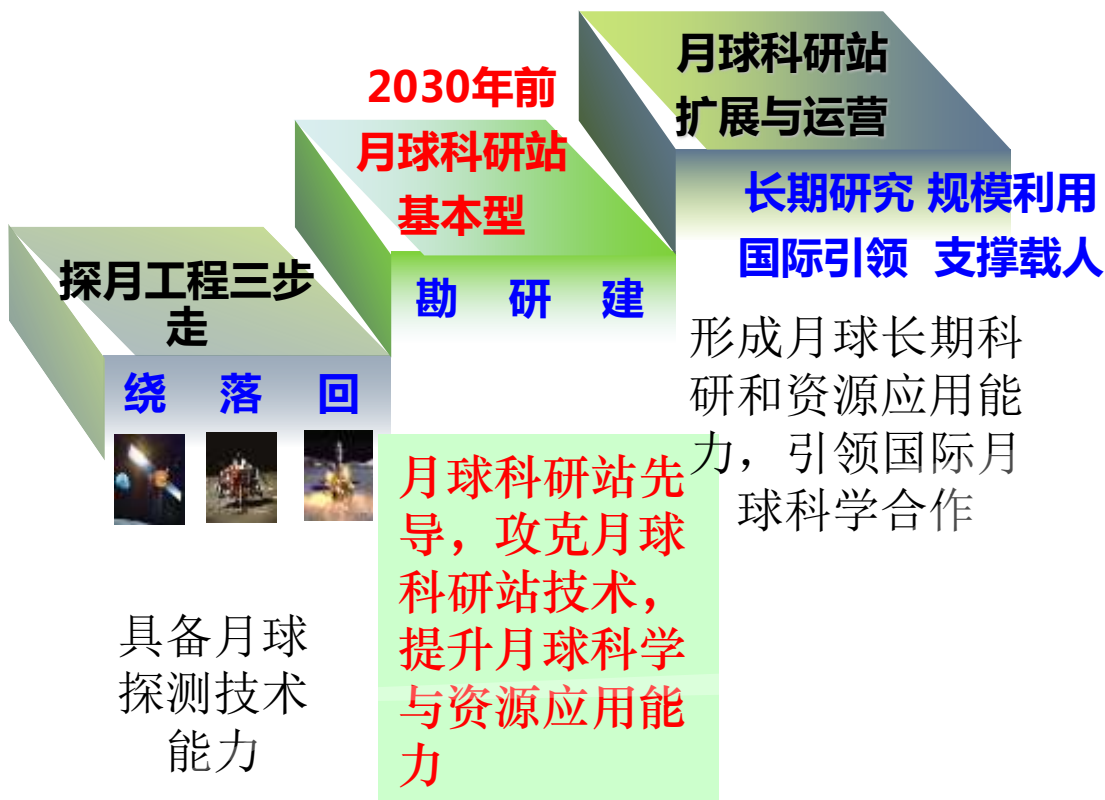 探月工程三步
走
绕 落 回
具备月球
探测技术
能力
2030年前
月球科研站
基本型
勘 研 建
月球科研站先
导，攻克月球
科研站技术，
提升月球科学
与资源应用能
力
月球科研站
扩展与运营
长期研究 规模利用
国际引领 支撑载人
形成月球长期科
研和资源应用能
力，引领国际月
球科学合作